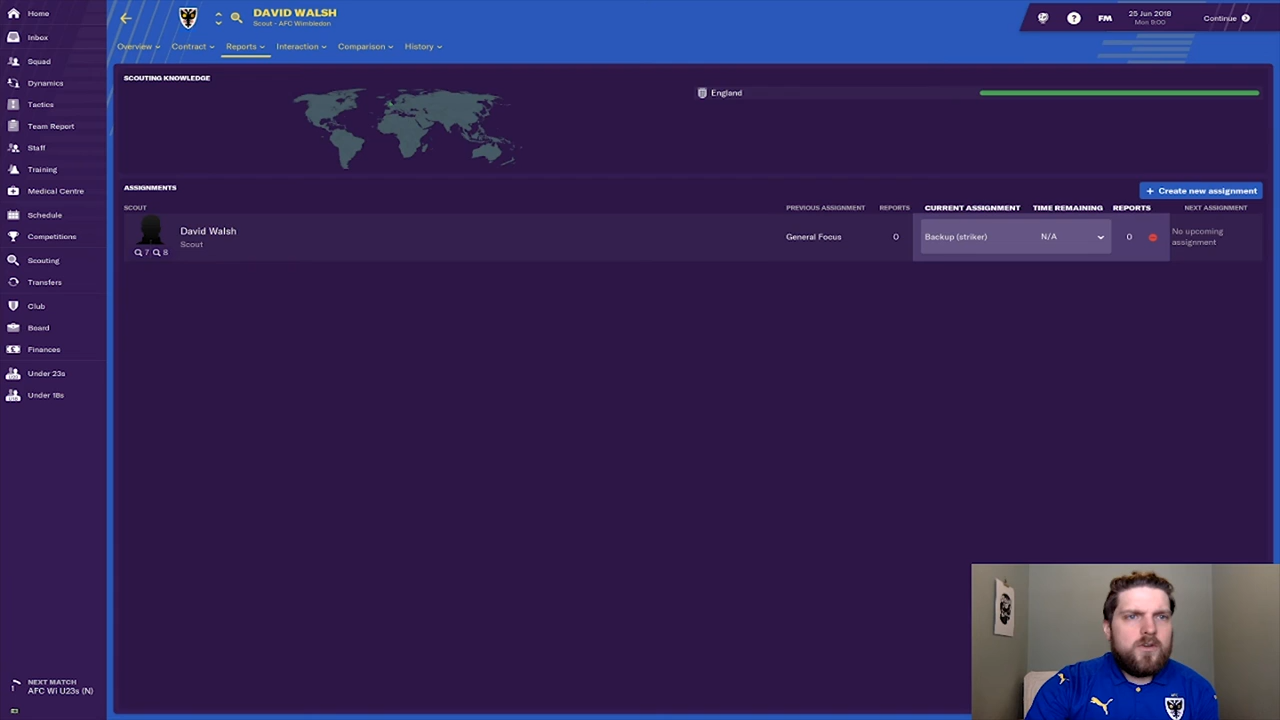 Home
Inbox
Squad
Dynamics
Tactics
Team Report
Staff
Training
Medical Centre
Schedule
Competitions
Scouting
Transfers
Club
Board
Finances
Under 23s
Under 18s
NEXT MATCH
AFC Wi U23s (N)
DAVID WALSH
Scout - AFC Wimbledon
Overview
Contract
Reports
Interaction
Comparison
History
?
FM
25 Jun 2018
Mon 9:00
Continue
SCOUTING KNOWLEDGE
England
ASSIGNMENTS
+ Create new assignment
SCOUT
PREVIOUS ASSIGNMENT
REPORTS
CURRENT ASSIGNMENT
TIME REMAINING
REPORTS
NEXT ASSIGNMENT
David Walsh
Scout
7 8
General Focus
0
Backup (striker)
N/A
0
No upcoming
assignment